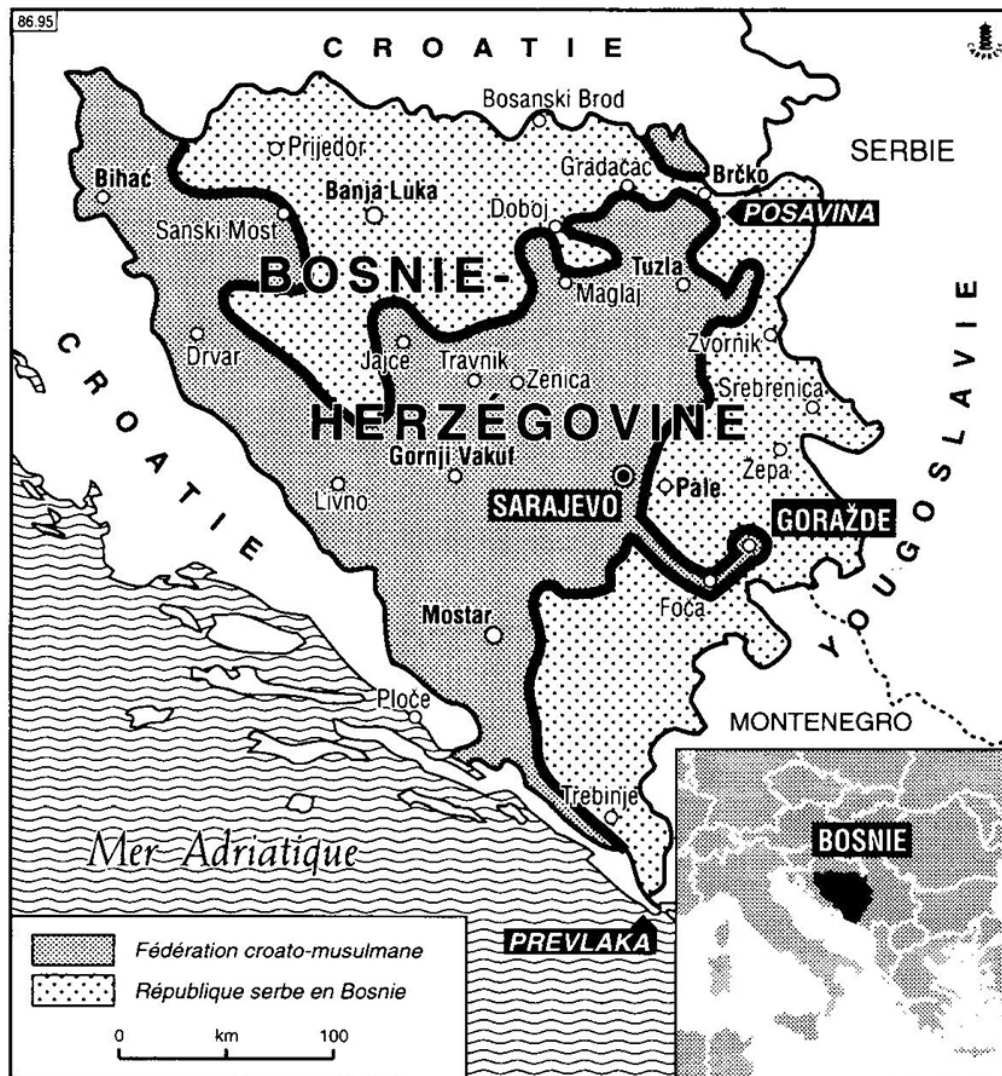 86.95
CROATIE
Bosanski Brod
SERBIE
Prijedor
Gradačac
Brčko
Bihać
Banja Luka
POSAVINA
Sanski Most
Doboj
BOSNIE-
Tuzla
Maglaj
Drvar
Jajce
Travnik
Zvornik
Zenica
Srebrenica
CROATIE
HERZÉGOVINE
Gornji Vakuf
Žepa
Livno
SARAJEVO
Pale
GORAŽDE
YOUGOSLAVIE
Foča
Mostar
Ploče
MONTENEGRO
Trebinje
Mer Adriatique
BOSNIE
PREVLAKA
Fédération croato-musulmane
République serbe en Bosnie
0 km 100